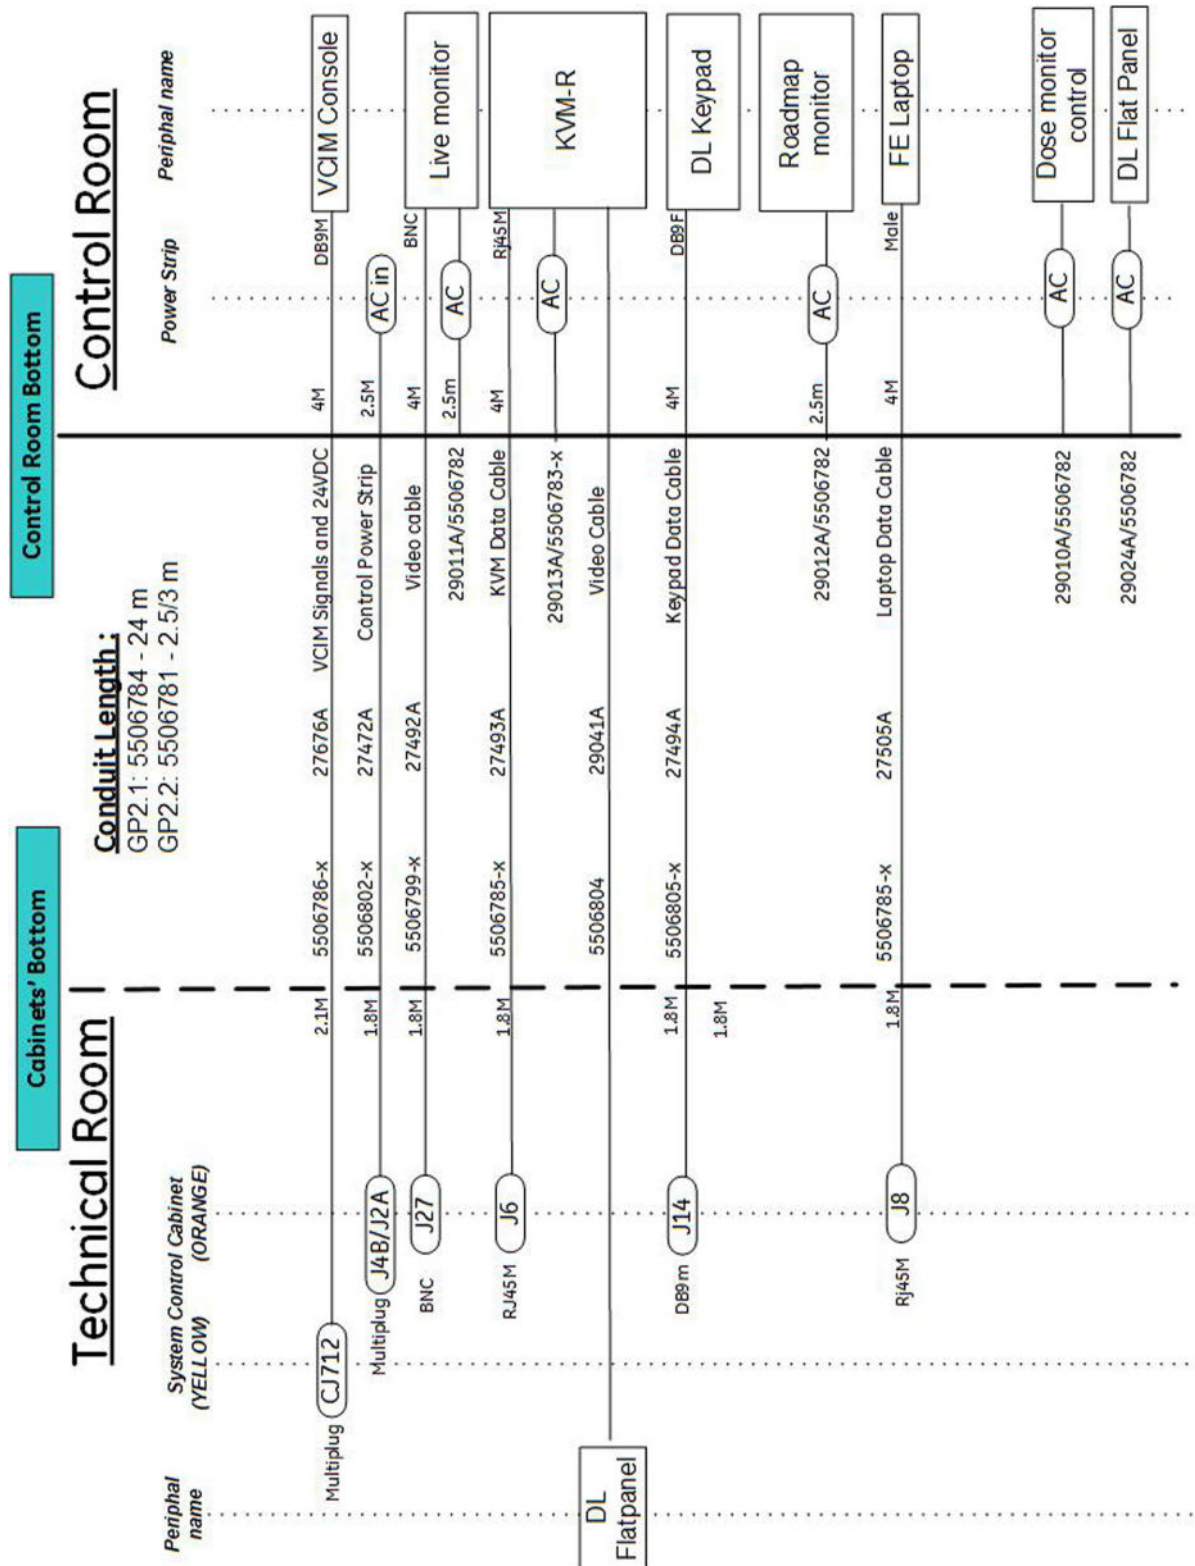 Cabinets' Bottom
Control Room Bottom
Technical Room
Control Room
Conduit Length :
GP2.1: 5506784 - 24 m
GP2.2: 5506781 - 2.5/3 m
Periphal
name
System Control Cabinet
(YELLOW)
(ORANGE)
Power Strip
Periphal name
Multiplug
CJ712
2.1M
5506786-x
27676A
VCIM Signals and 24VDC
4M
DB9M
VCIM Console
Multiplug
J4B/J2A
1.8M
5506802-x
27472A
Control Power Strip
2.5M
AC in
BNC
J27
1.8M
5506799-x
27492A
Video cable
4M
BNC
Live monitor
29011A/5506782
2.5m
AC
RJ45M
J6
1.8M
5506785-x
27493A
KVM Data Cable
4M
Rj45M
KVM-R
29013A/5506783-x
AC
DL
Flatpanel
5506804
29041A
Video Cable
DB9m
J14
1.8M
5506805-x
27494A
Keypad Data Cable
4M
DB9F
DL Keypad
1.8M
29012A/5506782
2.5m
AC
Roadmap
monitor
Rj45M
J8
1.8M
5506785-x
27505A
Laptop Data Cable
4M
Male
FE Laptop
29010A/5506782
AC
Dose monitor
control
29024A/5506782
AC
DL Flat Panel